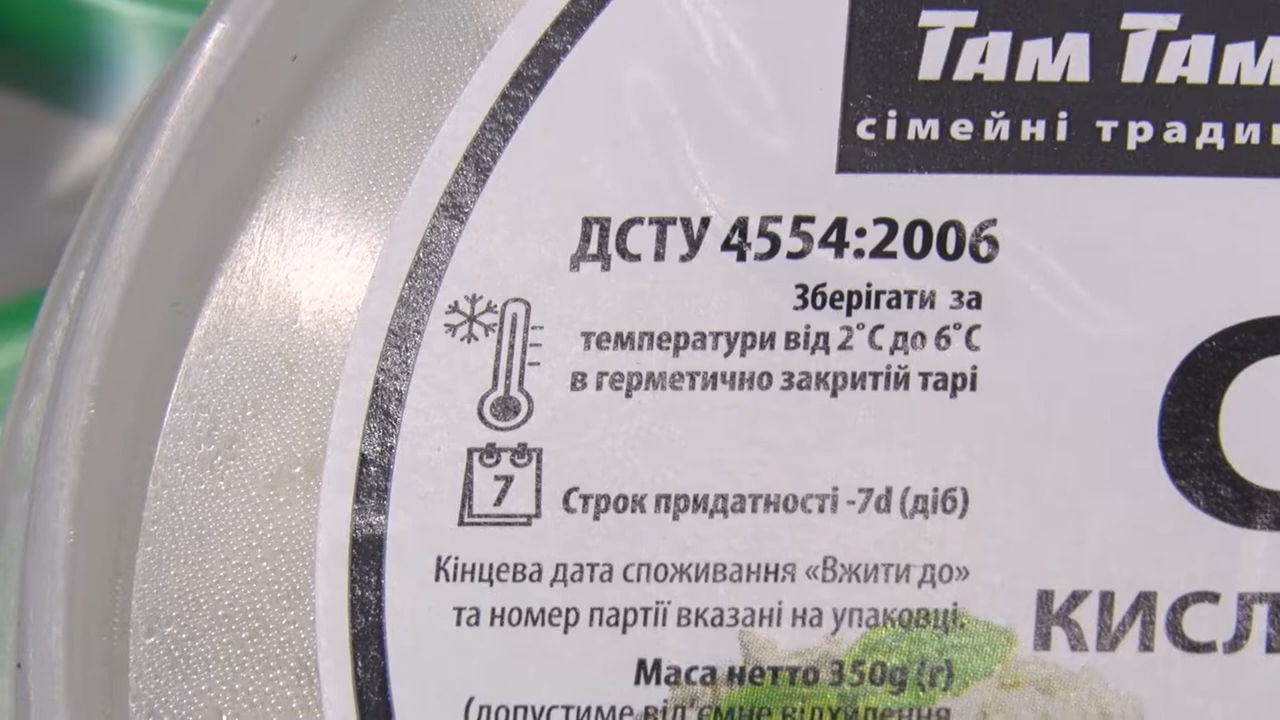 Там Там
сімейні
ДСТУ 4554:2006
Зберігати за
температури від 2°С до 6°С
в герметично закритій тарі
7
Строк придатності -7d (діб)
Кінцева дата споживання «Вжити до»
та номер партії вказані на упаковці.
Маса нетто 350g (г)
(допустиме від'ємне відхилення